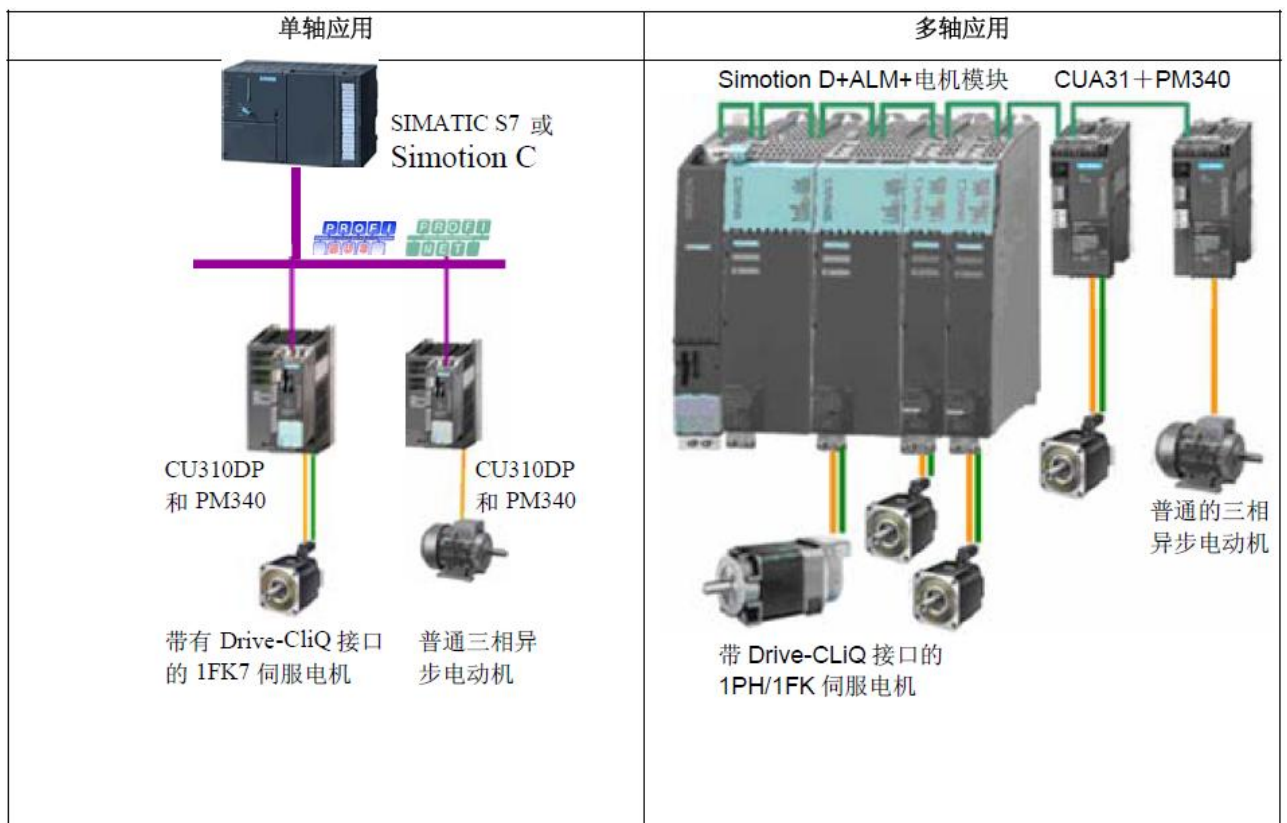 单轴应用
多轴应用
SIMATIC S7 或
Simotion C
PROFI
BUS
PROFI
NET
CU310DP
和 PM340
CU310DP
和 PM340
带有 Drive-CliQ 接口
的 1FK7 伺服电机
普通三相异
步电动机
Simotion D+ALM+电机模块
CUA31＋PM340
普通的三相
异步电动机
带 Drive-CLiQ 接口的
1PH/1FK 伺服电机